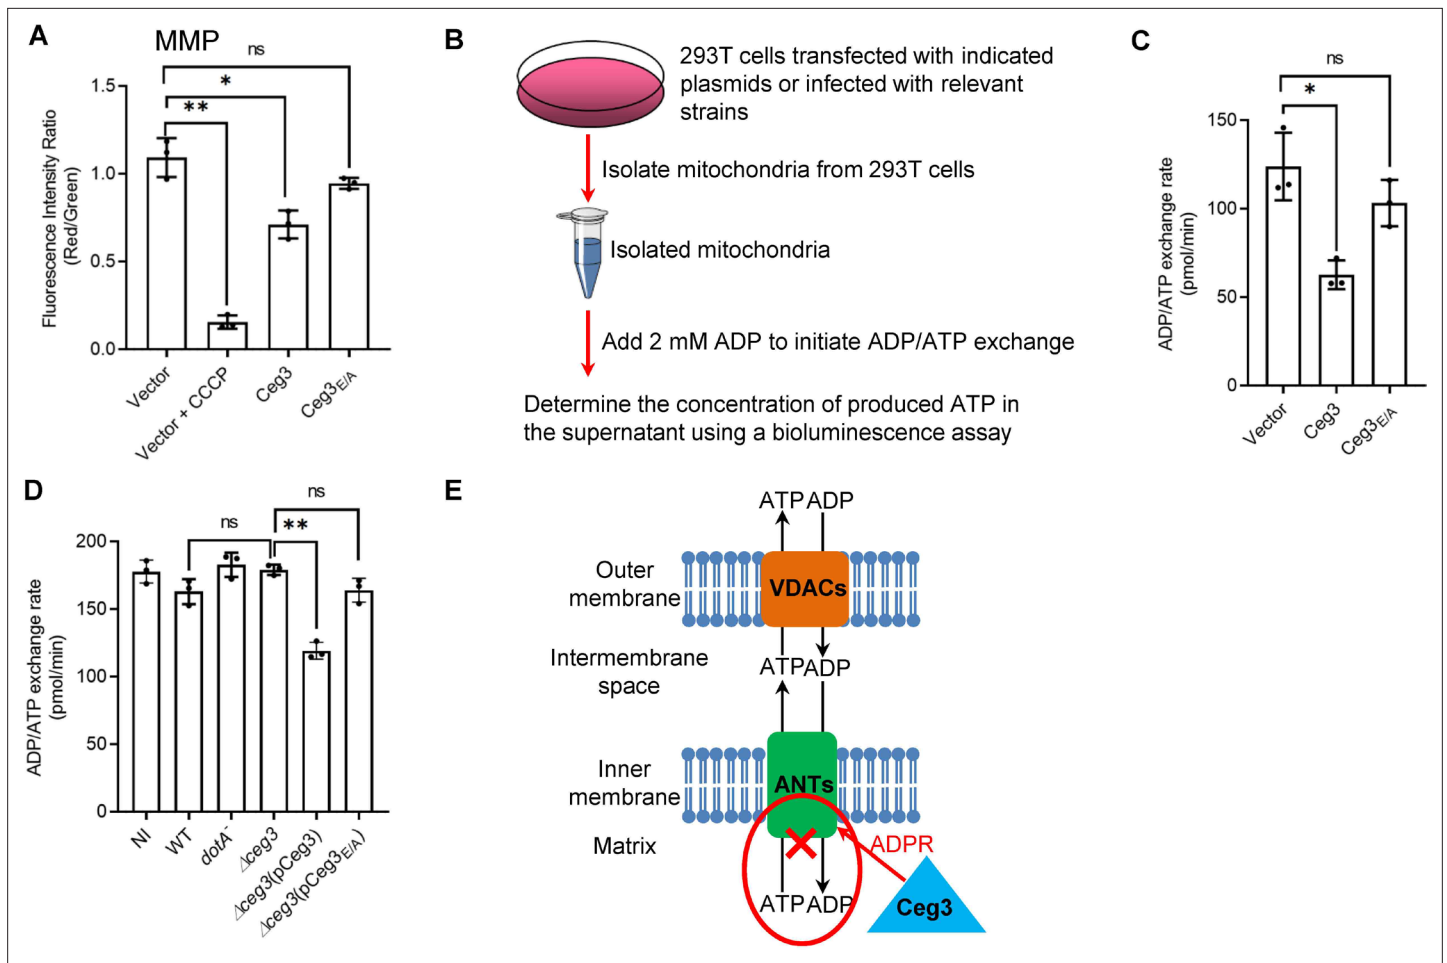 A
MMP
ns
*
**
1.5
1.0
0.5
0.0
Fluorescence Intensity Ratio
(Red/Green)
Vector
Vector + CCCP
Ceg3
Ceg3E/A
B
293T cells transfected with indicated
plasmids or infected with relevant
strains
Isolate mitochondria from 293T cells
Isolated mitochondria
Add 2 mM ADP to initiate ADP/ATP exchange
Determine the concentration of produced ATP in
the supernatant using a bioluminescence assay
C
ns
*
150
100
50
0
ADP/ATP exchange rate
(pmol/min)
Vector
Ceg3
Ceg3E/A
D
ns
ns
**
200
150
100
50
0
ADP/ATP exchange rate
(pmol/min)
NI
WT
dotA-
Δceg3
Δceg3(pCeg3)
Δceg3(pCeg3E/A)
E
ATP ADP
Outer
membrane
VDACs
Intermembrane
space
ATP ADP
Inner
membrane
ANTs
Matrix
ADPR
ATP ADP
Ceg3